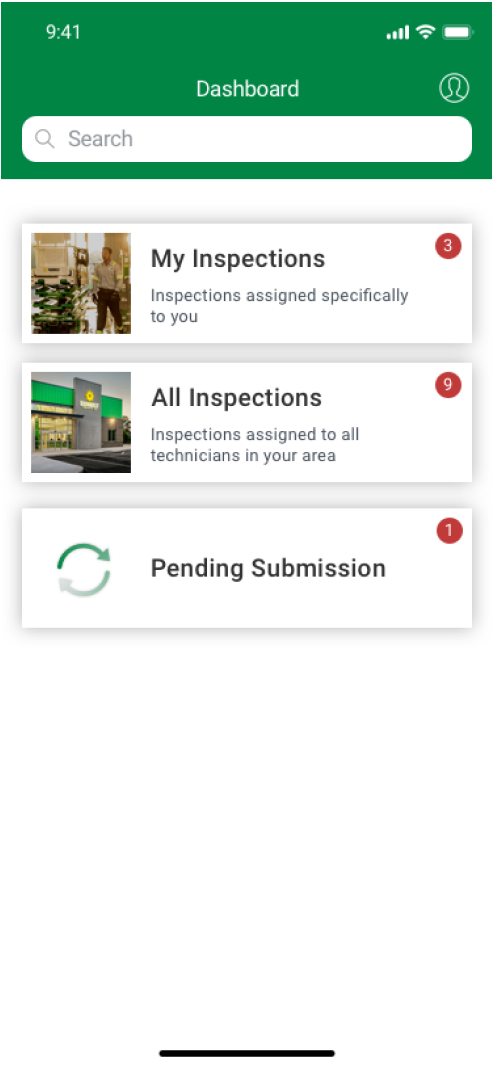 9:41
Dashboard
Search
My Inspections
3
Inspections assigned specifically
to you
All Inspections
9
Inspections assigned to all
technicians in your area
Pending Submission
1